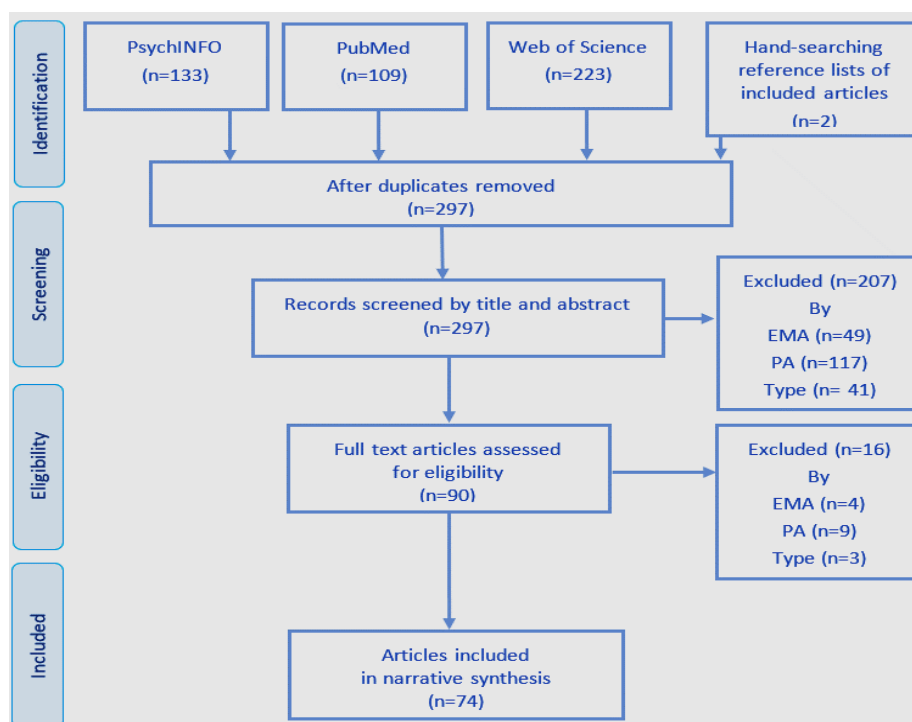 Identification
PsychINFO
(n=133)
PubMed
(n=109)
Web of Science
(n=223)
Hand-searching
reference lists of
included articles
(n=2)
After duplicates removed
(n=297)
Screening
Records screened by title and abstract
(n=297)
Excluded (n=207)
By
EMA (n=49)
PA (n=117)
Type (n= 41)
Eligibility
Full text articles assessed
for eligibility
(n=90)
Excluded (n=16)
By
EMA (n=4)
PA (n=9)
Type (n=3)
Included
Articles included
in narrative synthesis
(n=74)